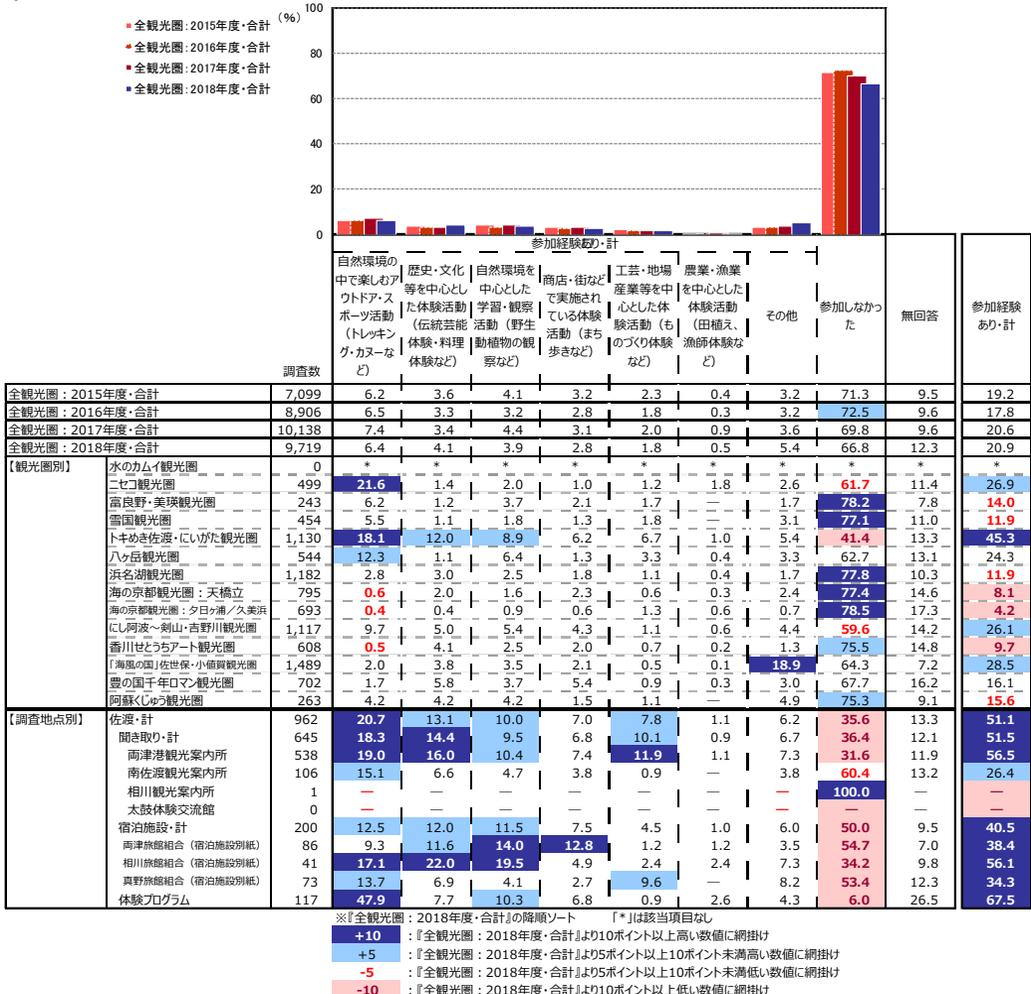 (%)
全観光圏：2015年度・合計
全観光圏：2016年度・合計
全観光圏：2017年度・合計
全観光圏：2018年度・合計
100
80
60
40
20
0
参加経験あり・計
調査数
自然環境の中で楽しむアウトドア・スポーツ活動（トレッキング・カヌーなど）
歴史・文化等を中心とした体験活動（伝統芸能体験・料理体験など）
自然環境を中心とした学習・観察活動（野生動植物の観察など）
商店・街などで実施されている体験活動（まち歩きなど）
工芸・地場産業等を中心とした体験活動（ものづくり体験など）
農業・漁業を中心とした体験活動（田植え、漁師体験など）
その他
参加しなかった
無回答
参加経験あり・計
全観光圏：2015年度・合計 7,099 6.2 3.6 4.1 3.2 2.3 0.4 3.2 71.3 9.5 19.2
全観光圏：2016年度・合計 8,906 6.5 3.3 3.2 2.8 1.8 0.3 3.2 72.5 9.6 17.8
全観光圏：2017年度・合計 10,138 7.4 3.4 4.4 3.1 2.0 0.9 3.6 69.8 9.6 20.6
全観光圏：2018年度・合計 9,719 6.4 4.1 3.9 2.8 1.8 0.5 5.4 66.8 12.3 20.9
【観光圏別】 水のカムイ観光圏 0 * * * * * * * * * *
ニセコ観光圏 499 21.6 1.4 2.0 1.0 1.2 1.8 2.6 61.7 11.4 26.9
富良野・美瑛観光圏 243 6.2 1.2 3.7 2.1 1.7 — 1.7 78.2 7.8 14.0
雪国観光圏 454 5.5 1.1 1.8 1.3 1.8 — 3.1 77.1 11.0 11.9
トキめき佐渡・にいがた観光圏 1,130 18.1 12.0 8.9 6.2 6.7 1.0 5.4 41.4 13.3 45.3
八ヶ岳観光圏 544 12.3 1.1 6.4 1.3 3.3 0.4 3.3 62.7 13.1 24.3
浜名湖観光圏 1,182 2.8 3.0 2.5 1.8 1.1 0.4 1.7 77.8 10.3 11.9
海の京都観光圏：天橋立 795 0.6 2.0 1.6 2.3 0.6 0.3 2.4 77.4 14.6 8.1
海の京都観光圏：夕日ヶ浦／久美浜 693 0.4 0.4 0.9 0.6 1.3 0.6 0.7 78.5 17.3 4.2
にし阿波～剣山・吉野川観光圏 1,117 9.7 5.0 5.4 4.3 1.1 0.6 4.4 59.6 14.2 26.1
香川せとうちアート観光圏 608 0.5 4.1 2.5 2.0 0.7 0.2 1.3 75.5 14.8 9.7
「海風の国」佐世保・小値賀観光圏 1,489 2.0 3.8 3.5 2.1 0.5 0.1 18.9 64.3 7.2 28.5
豊の国千年ロマン観光圏 702 1.7 5.8 3.7 5.4 0.9 0.3 3.0 67.7 16.2 16.1
阿蘇くじゅう観光圏 263 4.2 4.2 4.2 1.5 1.1 — 4.9 75.3 9.1 15.6
【調査地点別】 佐渡・計 962 20.7 13.1 10.0 7.0 7.8 1.1 6.2 35.6 13.3 51.1
聞き取り・計 645 18.3 14.4 9.5 6.8 10.1 0.9 6.7 36.4 12.1 51.5
両津港観光案内所 538 19.0 16.0 10.4 7.4 11.9 1.1 7.3 31.6 11.9 56.5
南佐渡観光案内所 106 15.1 6.6 4.7 3.8 0.9 — 3.8 60.4 13.2 26.4
相川観光案内所 1 — — — — — — — 100.0 — —
太鼓体験交流館 0 — — — — — — — — — —
宿泊施設・計 200 12.5 12.0 11.5 7.5 4.5 1.0 6.0 50.0 9.5 40.5
両津旅館組合（宿泊施設別紙） 86 9.3 11.6 14.0 12.8 1.2 1.2 3.5 54.7 7.0 38.4
相川旅館組合（宿泊施設別紙） 41 17.1 22.0 19.5 4.9 2.4 2.4 7.3 34.2 9.8 56.1
真野旅館組合（宿泊施設別紙） 73 13.7 6.9 4.1 2.7 9.6 — 8.2 53.4 12.3 34.3
体験プログラム 117 47.9 7.7 10.3 6.8 0.9 2.6 4.3 6.0 26.5 67.5
※『全観光圏：2018年度・合計』の降順ソート 「*」は該当項目なし
+10 ：『全観光圏：2018年度・合計』より10ポイント以上高い数値に網掛け
+5 ：『全観光圏：2018年度・合計』より5ポイント以上10ポイント未満高い数値に網掛け
-5 ：『全観光圏：2018年度・合計』より5ポイント以上10ポイント未満低い数値に網掛け
-10 ：『全観光圏：2018年度・合計』より10ポイント以上低い数値に網掛け